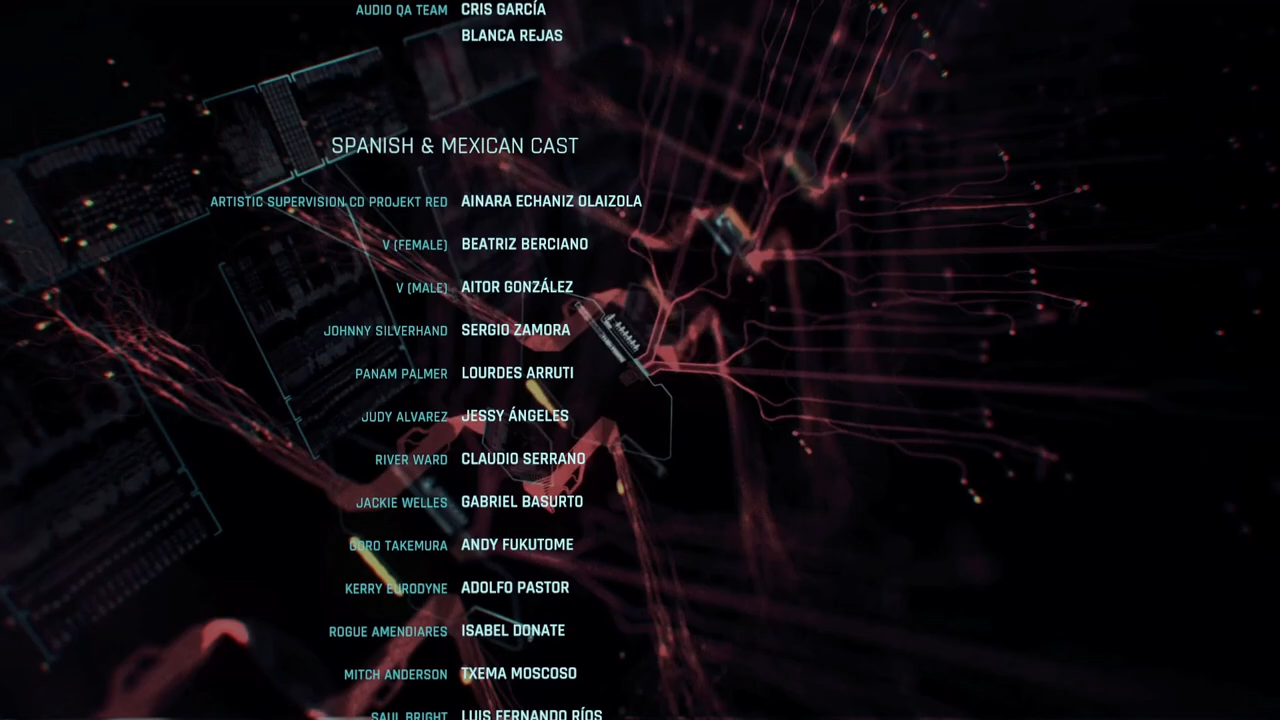 AUDIO QA TEAM CRIS GARCÍA
BLANCA REJAS
SPANISH & MEXICAN CAST
ARTISTIC SUPERVISION CD PROJEKT RED AINARA ECHANIZ OLAIZOLA
V (FEMALE) BEATRIZ BERCIANO
V (MALE) AITOR GONZÁLEZ
JOHNNY SILVERHAND SERGIO ZAMORA
PANAM PALMER LOURDES ARRUTI
JUDY ALVAREZ JESSY ÁNGELES
RIVER WARD CLAUDIO SERRANO
JACKIE WELLES GABRIEL BASURTO
GORO TAKEMURA ANDY FUKUTOME
KERRY EURODYNE ADOLFO PASTOR
ROGUE AMENDIARES ISABEL DONATE
MITCH ANDERSON TXEMA MOSCOSO
SAUL BRIGHT LUIS FERNANDO RÍOS